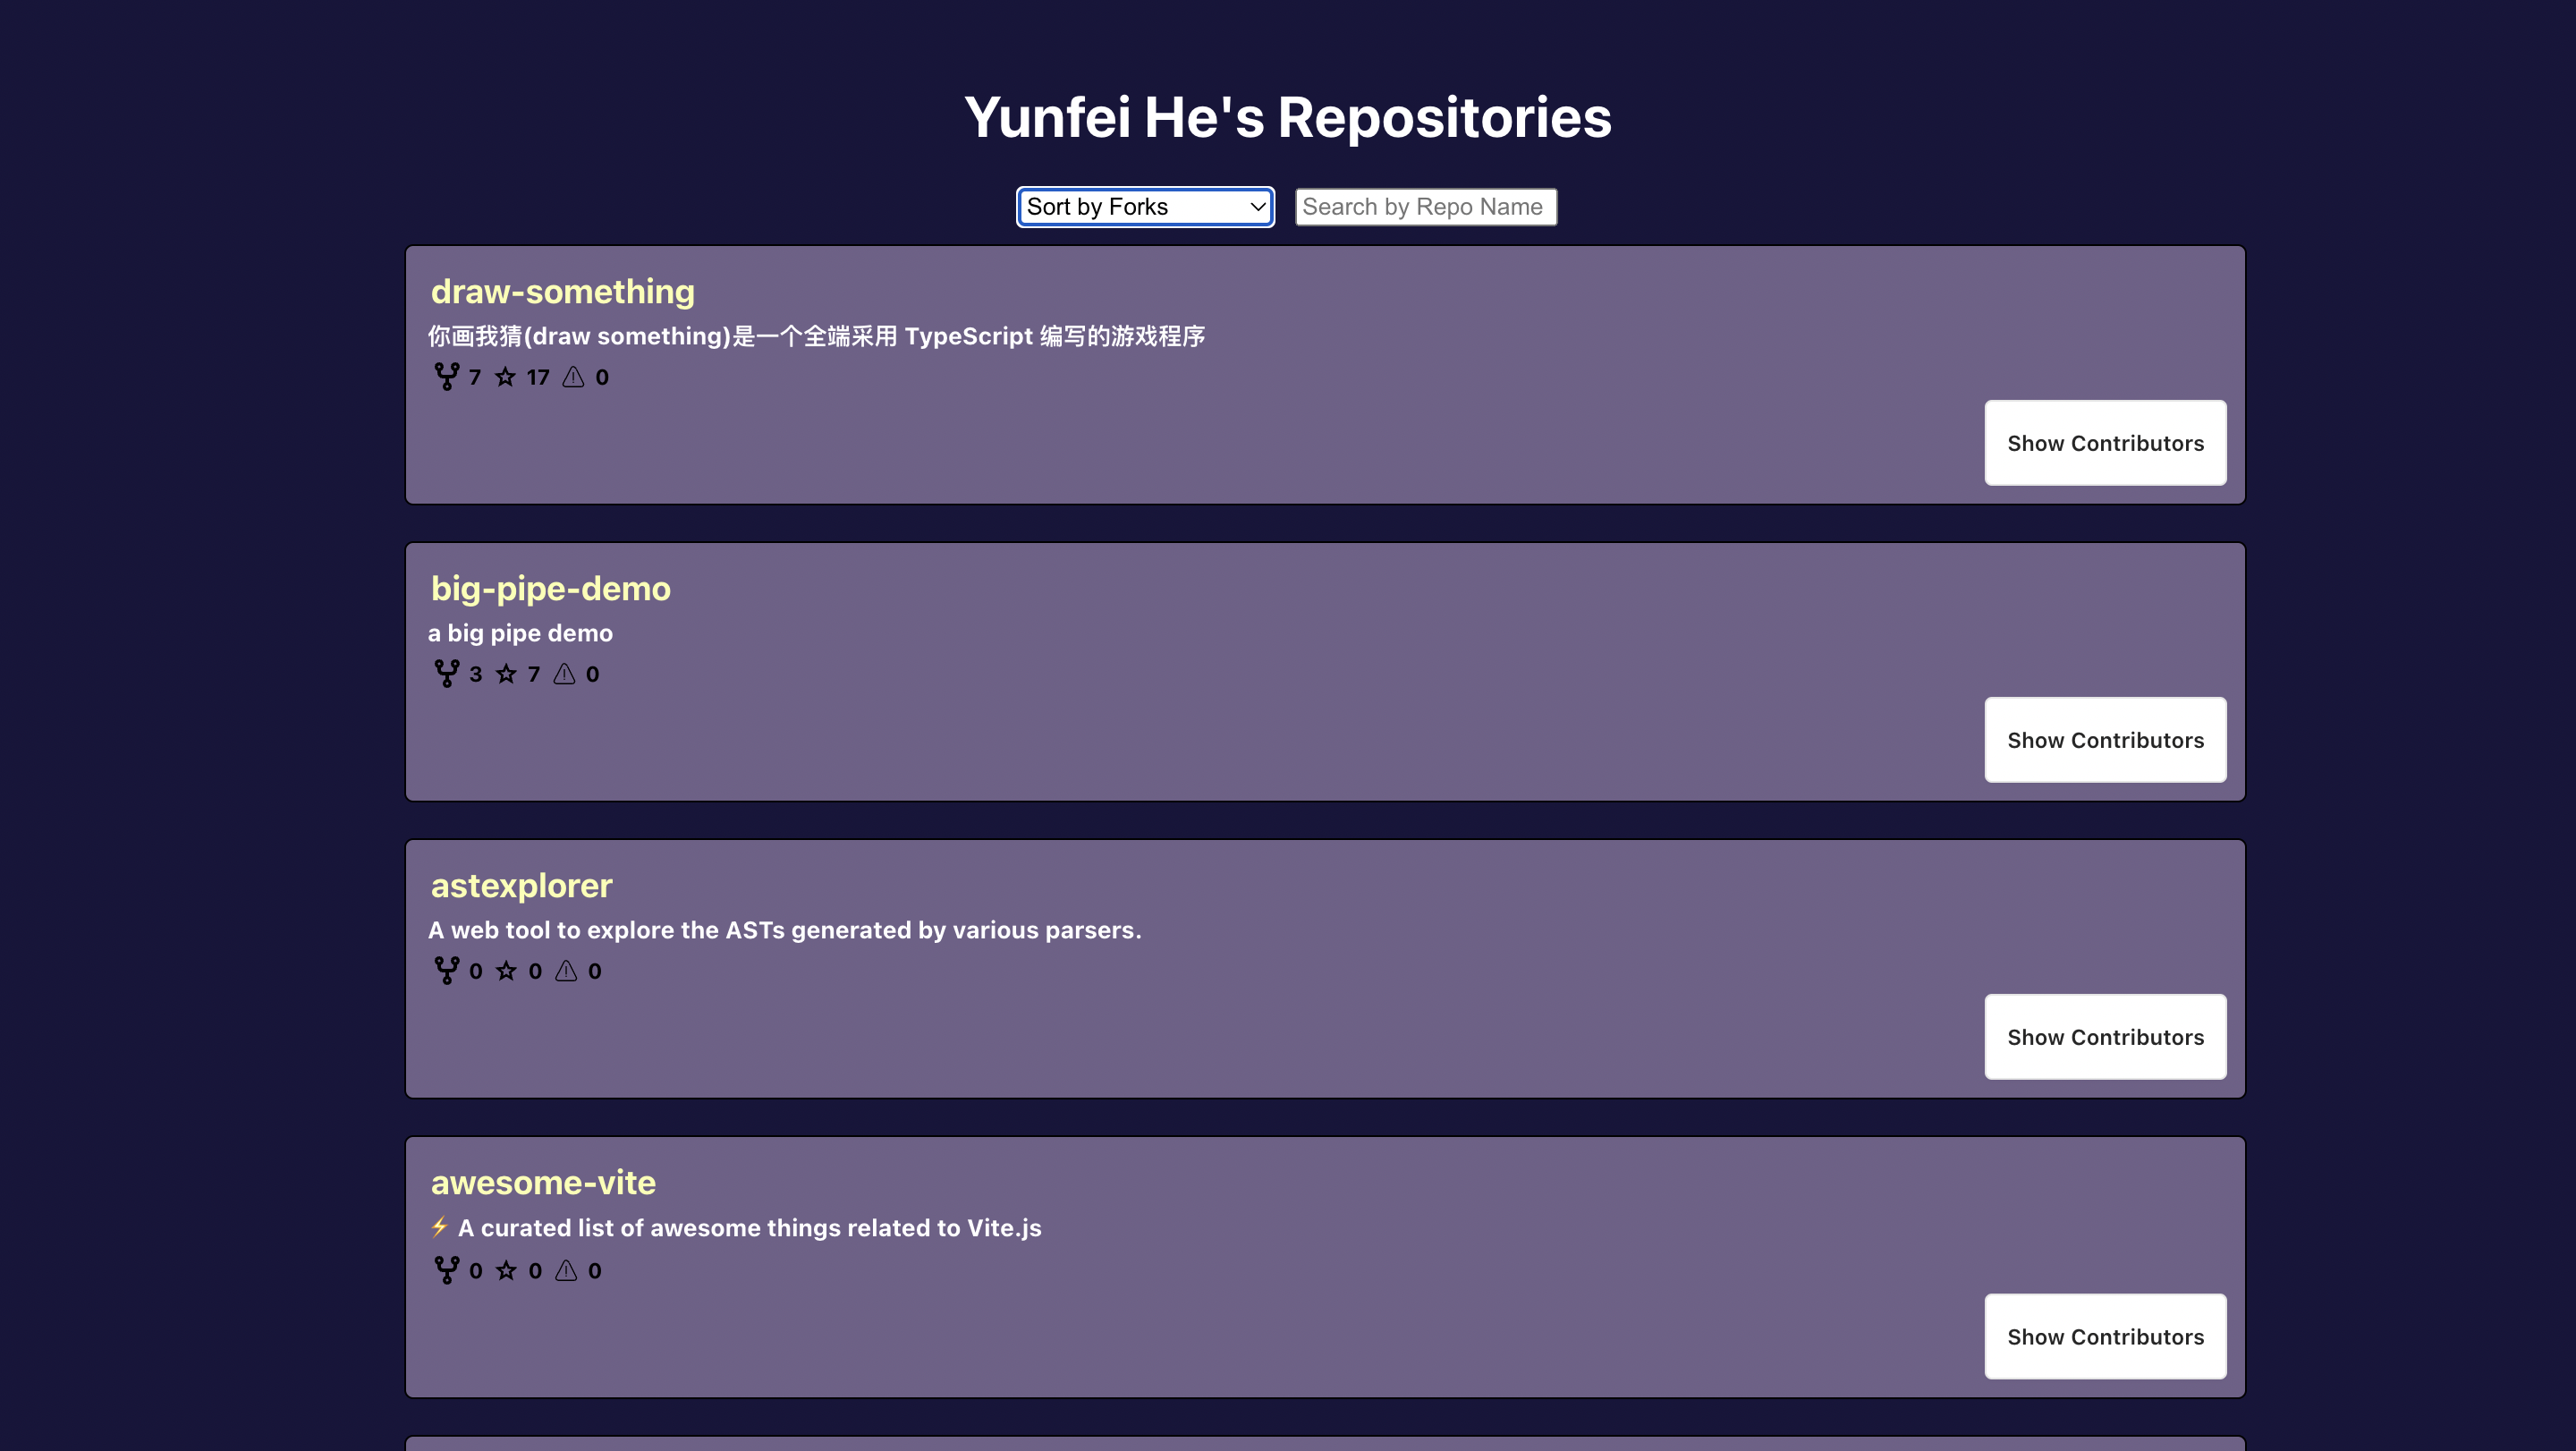 Yunfei He's Repositories
Sort by Forks
Search by Repo Name
draw-something
你画我猜(draw something)是一个全端采用 TypeScript 编写的游戏程序
7 17 0
Show Contributors
big-pipe-demo
a big pipe demo
3 7 0
Show Contributors
astexplorer
A web tool to explore the ASTs generated by various parsers.
0 0 0
Show Contributors
awesome-vite
⚡ A curated list of awesome things related to Vite.js
0 0 0
Show Contributors